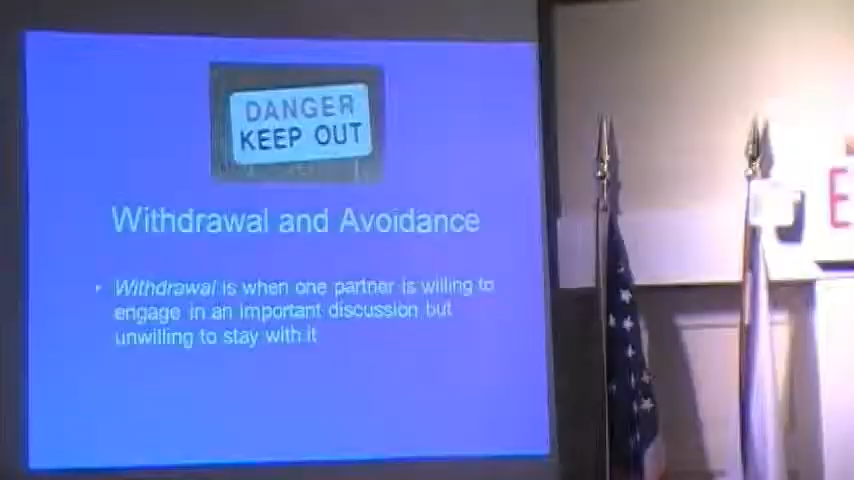 DANGER
KEEP OUT
Withdrawal and Avoidance
• Withdrawal is when one partner is willing to
engage in an important discussion but
unwilling to stay with it
E